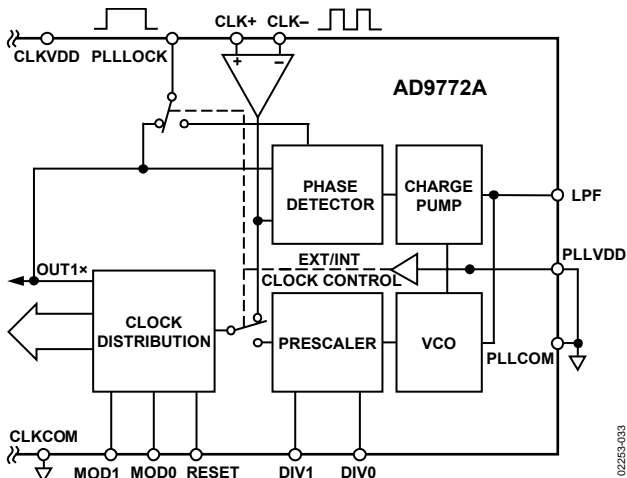 CLK+ CLK–
CLKVDD PLLLOCK
+ –
AD9772A
PHASE
DETECTOR
CHARGE
PUMP
LPF
PLLVDD
OUT1×
EXT/INT
CLOCK CONTROL
CLOCK
DISTRIBUTION
PRESCALER
VCO
PLLCOM
CLKCOM
MOD1 MOD0 RESET DIV1 DIV0
02253-033